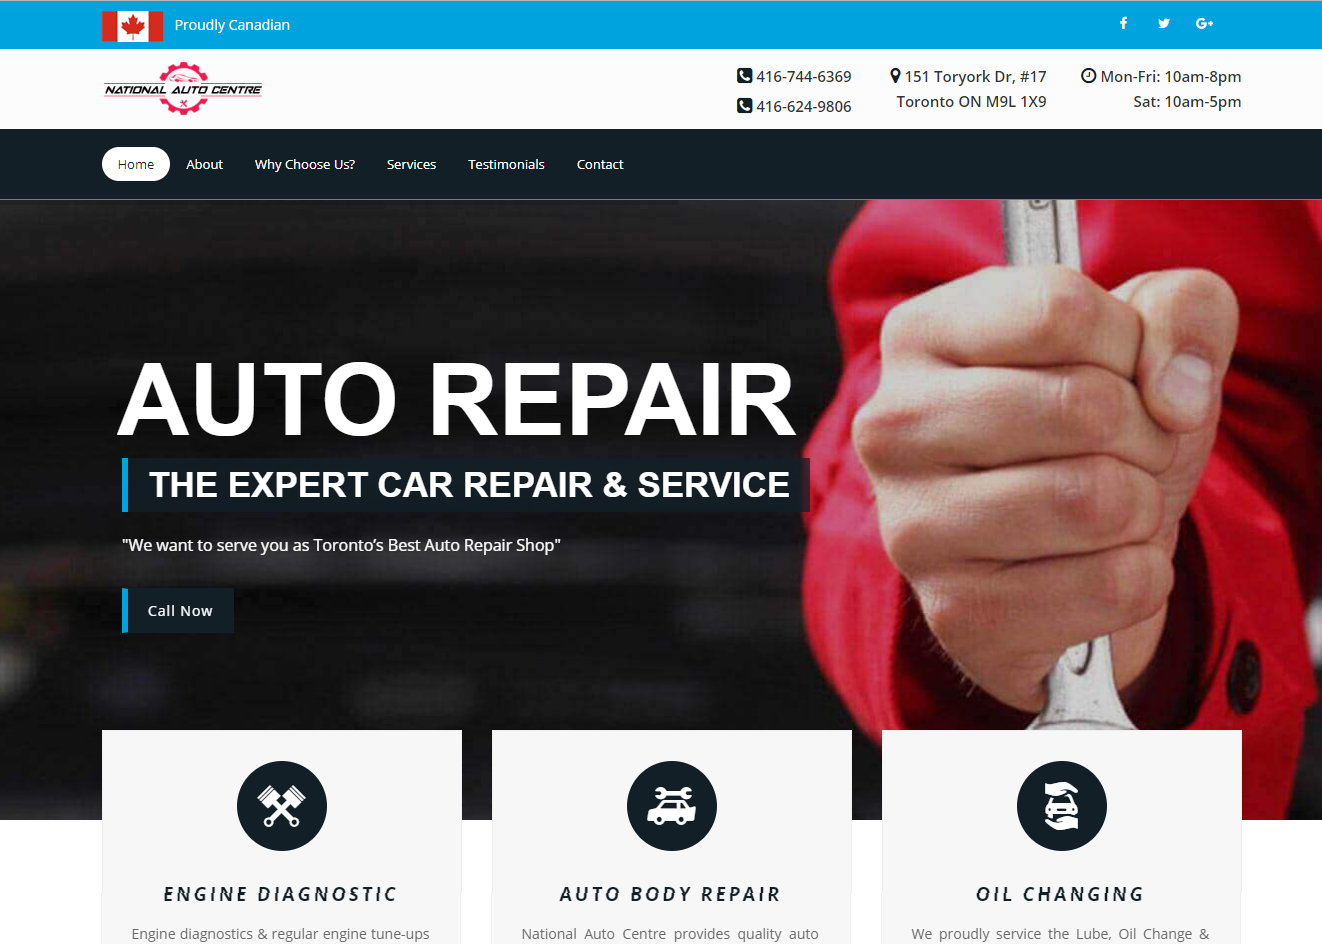 Proudly Canadian
NATIONAL AUTO CENTRE
416-744-6369
416-624-9806
151 Toryork Dr, #17
Toronto ON M9L 1X9
Mon-Fri: 10am-8pm
Sat: 10am-5pm
Home About Why Choose Us? Services Testimonials Contact
AUTO REPAIR
THE EXPERT CAR REPAIR & SERVICE
"We want to serve you as Toronto’s Best Auto Repair Shop"
Call Now
ENGINE DIAGNOSTIC
Engine diagnostics & regular engine tune-ups
AUTO BODY REPAIR
National Auto Centre provides quality auto
OIL CHANGING
We proudly service the Lube, Oil Change &